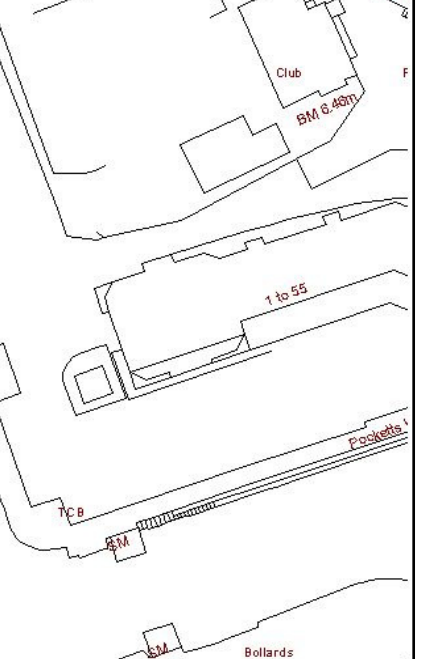 Club
F
BM 6.46m
1 to 55
Pocketts
TCB
SM
SM
Bollards